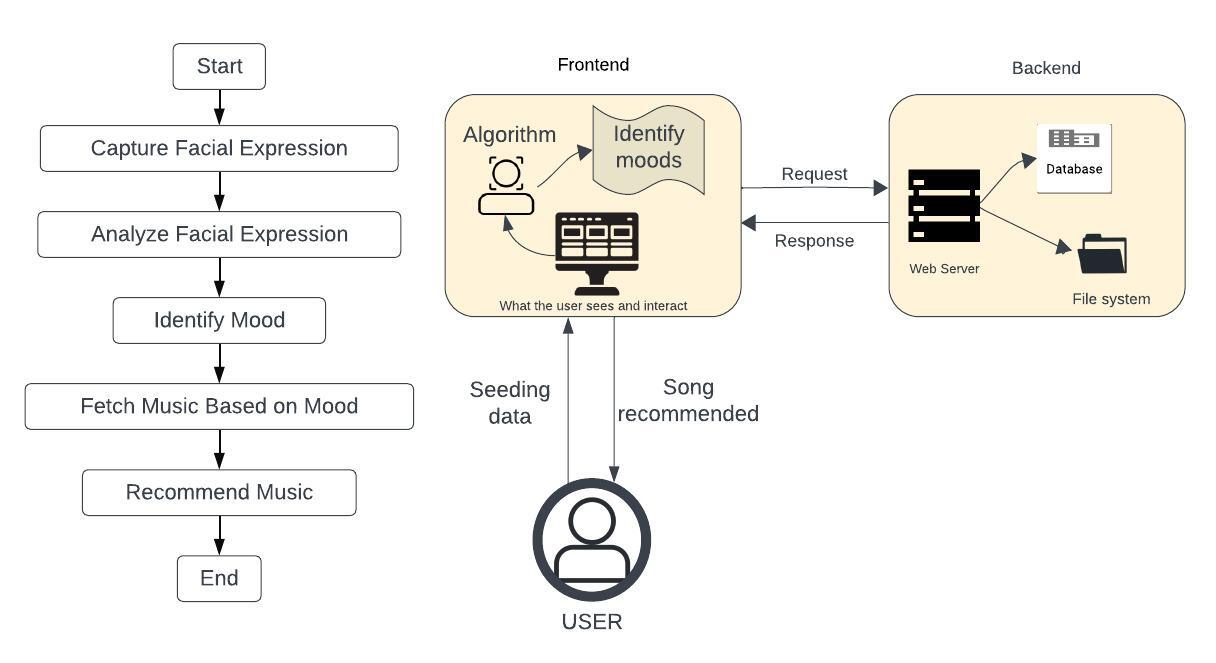 Start
Capture Facial Expression
Analyze Facial Expression
Identify Mood
Fetch Music Based on Mood
Recommend Music
End
Frontend
Algorithm
Identify
moods
What the user sees and interact
Request
Response
Backend
Database
Web Server
File system
Seeding
data
Song
recommended
USER